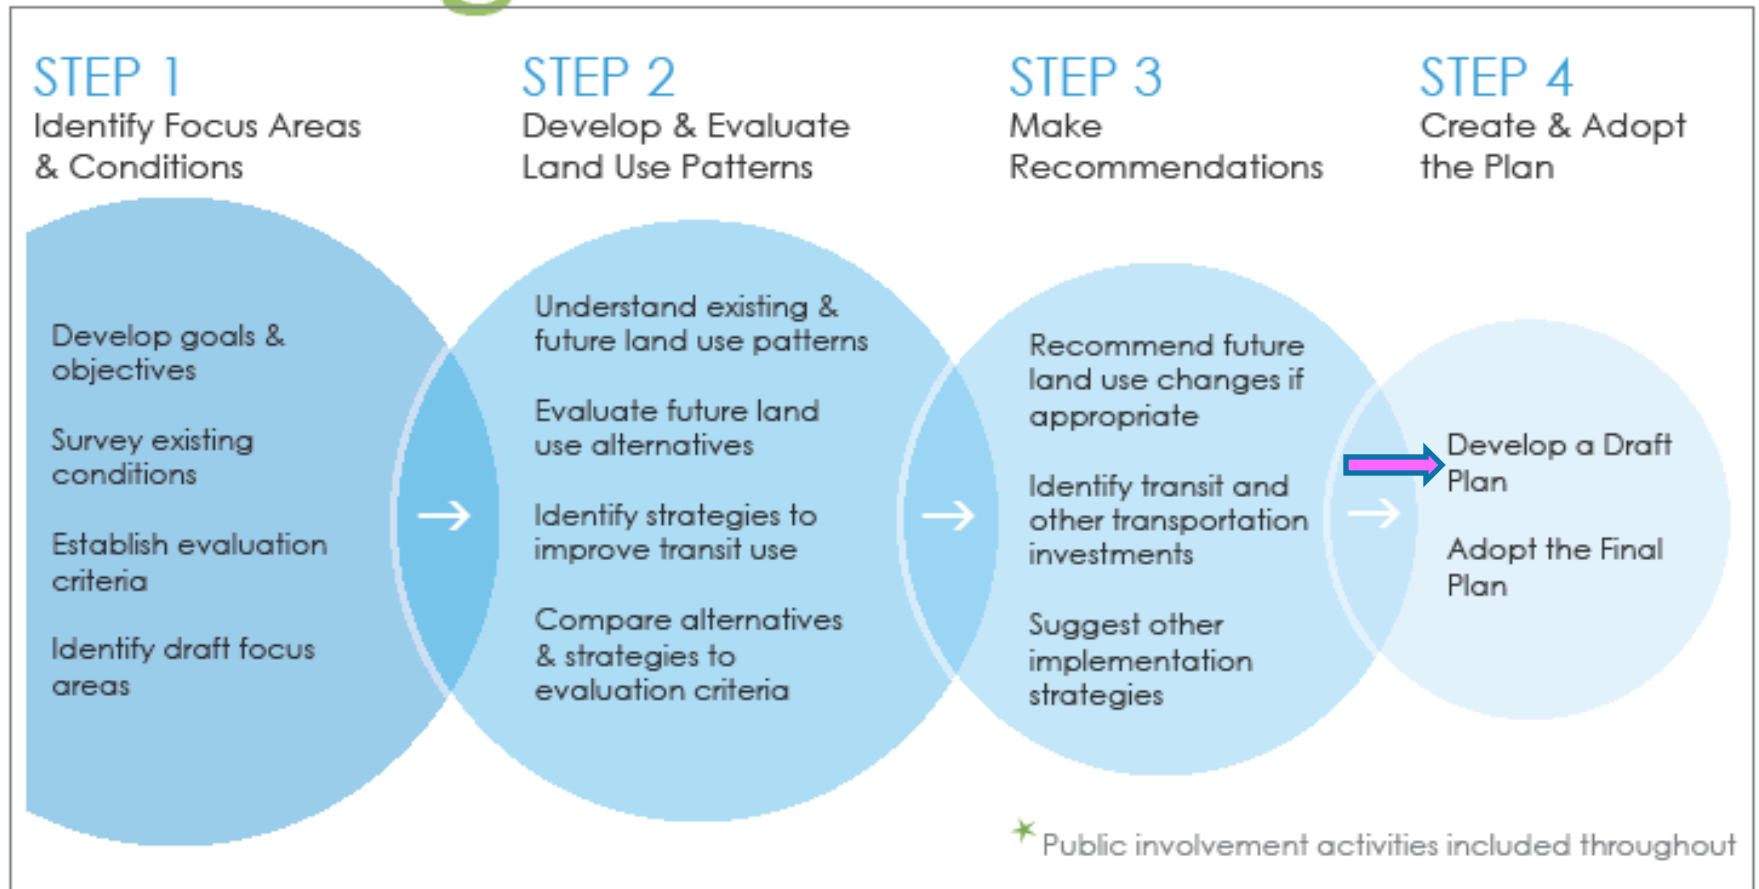 STEP 1
Identify Focus Areas
& Conditions
Develop goals &
objectives
Survey existing
conditions
Establish evaluation
criteria
Identify draft focus
areas
→
STEP 2
Develop & Evaluate
Land Use Patterns
Understand existing &
future land use patterns
Evaluate future land
use alternatives
Identify strategies to
improve transit use
Compare alternatives
& strategies to
evaluation criteria
→
STEP 3
Make
Recommendations
Recommend future
land use changes if
appropriate
Identify transit and
other transportation
investments
Suggest other
implementation
strategies
→
STEP 4
Create & Adopt
the Plan
Develop a Draft
Plan
Adopt the Final
Plan
* Public involvement activities included throughout